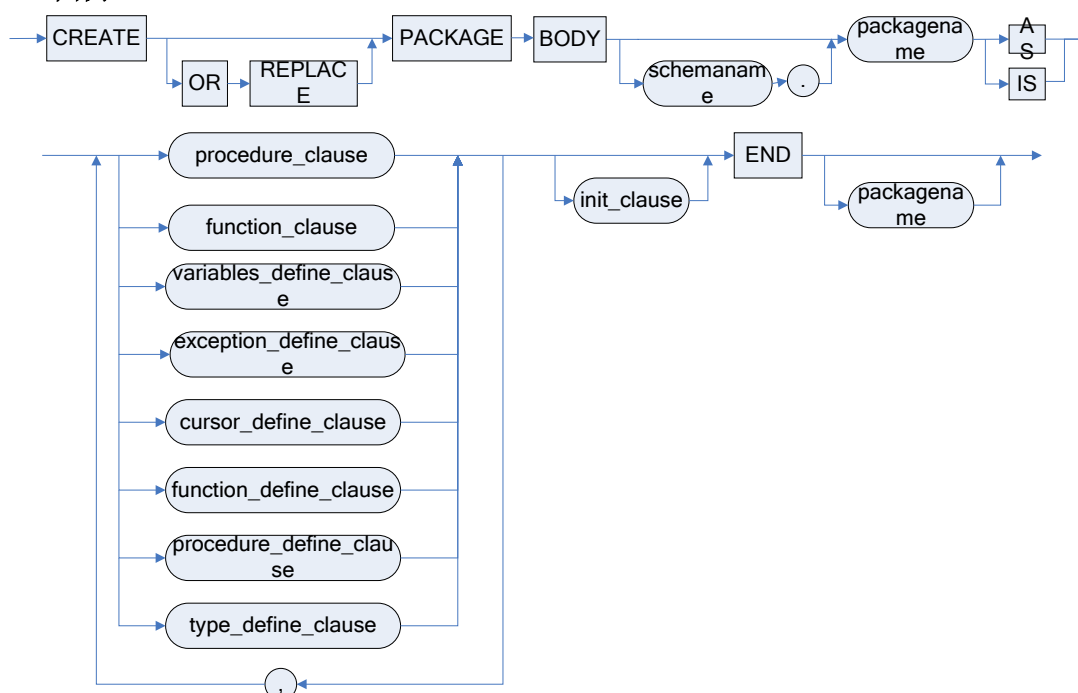 CREATE
PACKAGE
BODY
packagena
me
A
S
OR
REPLAC
E
schemanam
e
.
IS
procedure_clause
END
init_clause
packagena
me
function_clause
variables_define_claus
e
exception_define_claus
e
cursor_define_clause
function_define_clause
procedure_define_clau
se
type_define_clause
,